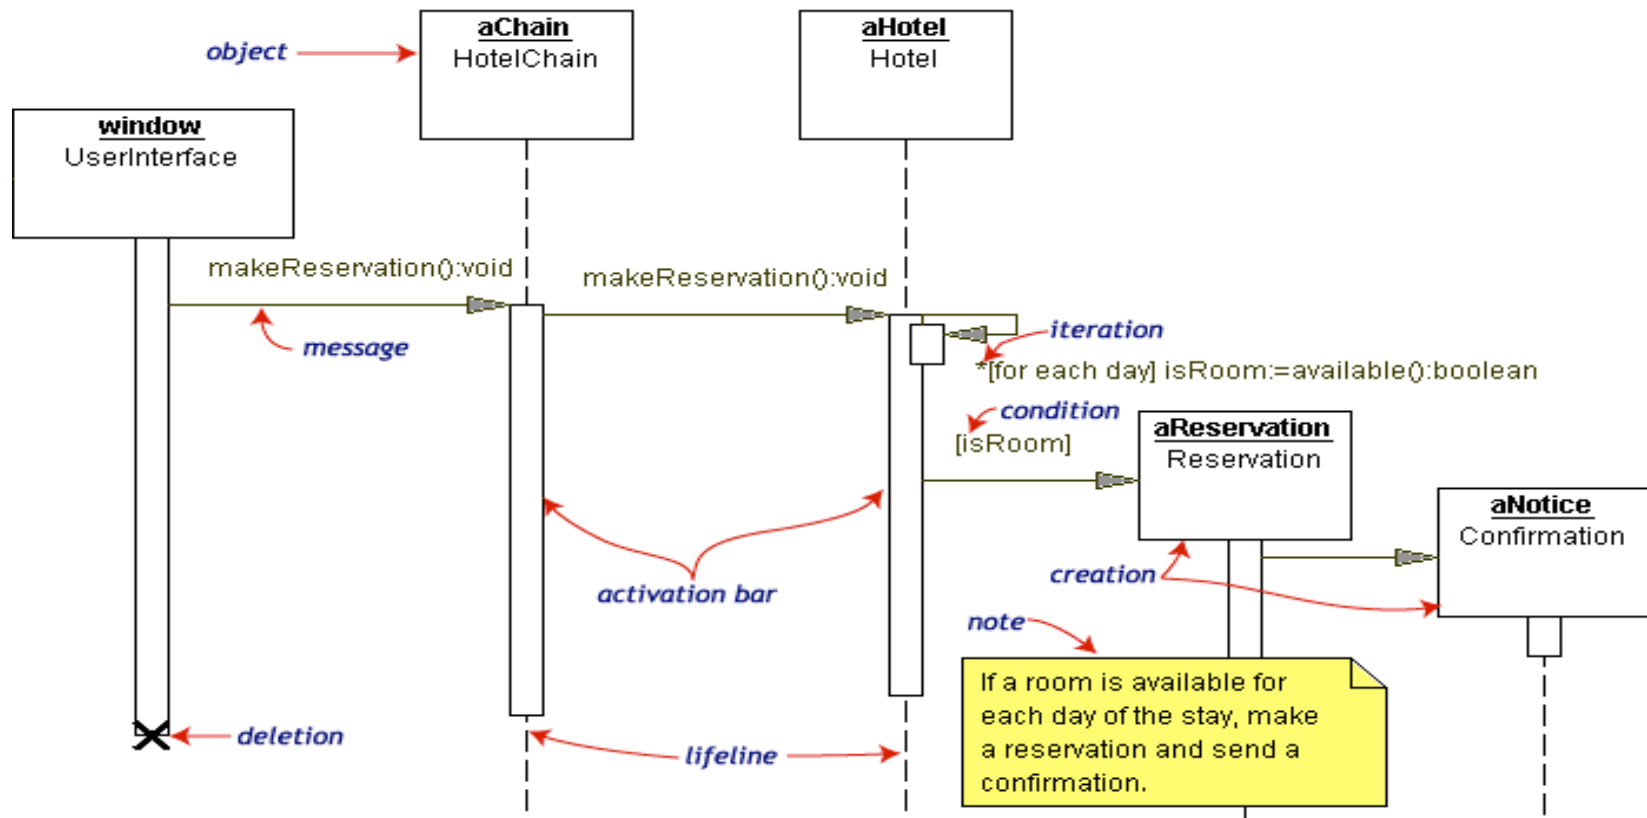 object
aChain
HotelChain
aHotel
Hotel
window
UserInterface
makeReservation():void
makeReservation():void
message
iteration
*[for each day] isRoom:=available():boolean
condition
[isRoom]
aReservation
Reservation
aNotice
Confirmation
activation bar
creation
note
If a room is available for
each day of the stay, make
a reservation and send a
confirmation.
deletion
lifeline